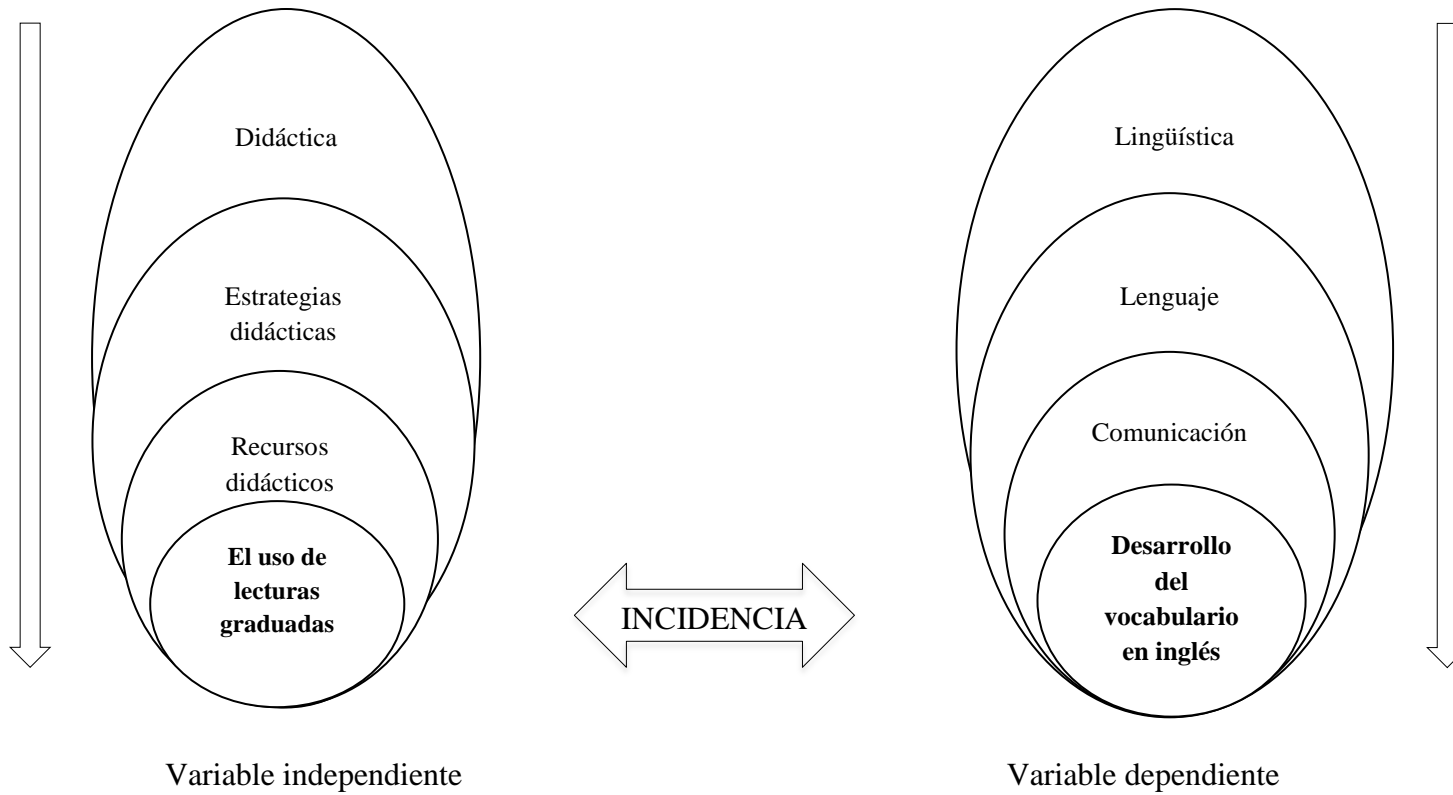 Didáctica
Estrategias
didácticas
Recursos
didácticos
El uso de
lecturas
graduadas
INCIDENCIA
Lingüística
Lenguaje
Comunicación
Desarrollo
del
vocabulario
en inglés
Variable independiente
Variable dependiente